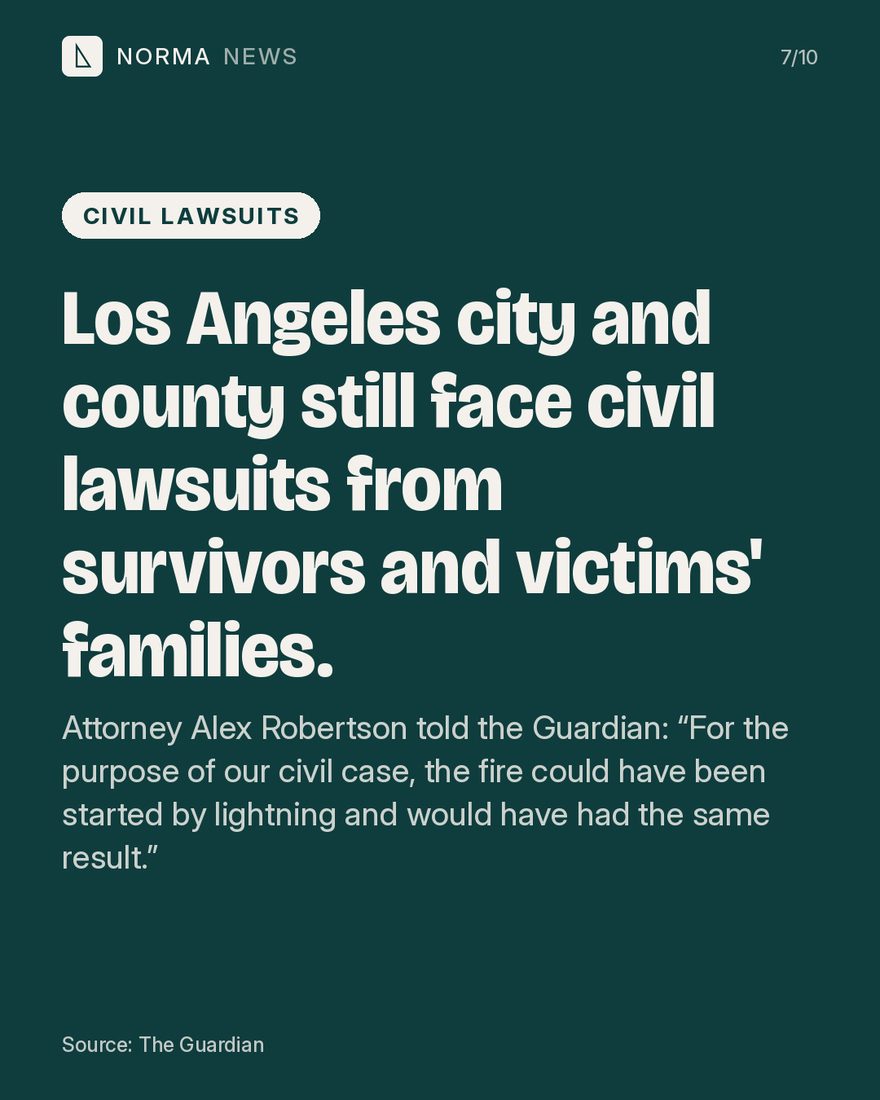 NORMA NEWS
7/10
CIVIL LAWSUITS
Los Angeles city and
county still face civil
lawsuits from
survivors and victims'
families.
Attorney Alex Robertson told the Guardian: “For the
purpose of our civil case, the fire could have been
started by lightning and would have had the same
result.”
Source: The Guardian